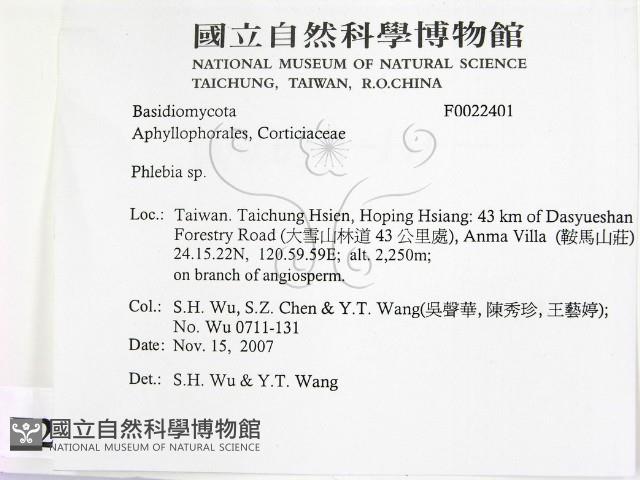 國立自然科學博物館
NATIONAL MUSEUM OF NATURAL SCIENCE
TAICHUNG, TAIWAN, R.O.CHINA
Basidiomycota F0022401
Aphyllophorales, Corticiaceae
Phlebia sp.
Loc.: Taiwan. Taichung Hsien, Hoping Hsiang: 43 km of Dasyueshan
Forestry Road (大雪山林道 43 公里處), Anma Villa (鞍馬山莊)
24.15.22N, 120.59.59E; alt. 2,250m;
on branch of angiosperm.
Col.: S.H. Wu, S.Z. Chen & Y.T. Wang(吳聲華, 陳秀珍, 王藝婷);
No. Wu 0711-131
Date: Nov. 15, 2007
Det.: S.H. Wu & Y.T. Wang
國立自然科學博物館
NATIONAL MUSEUM OF NATURAL SCIENCE